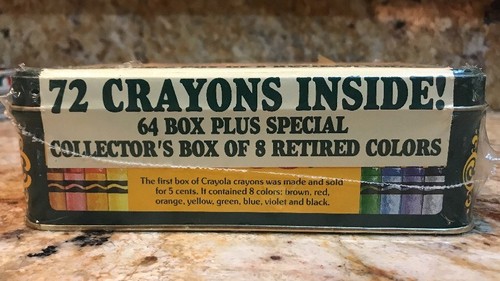 72 CRAYONS INSIDE!
64 BOX PLUS SPECIAL
COLLECTOR'S BOX OF 8 RETIRED COLORS
The first box of Crayola crayons was made and sold
for 5 cents. It contained 8 colors: brown, red,
orange, yellow, green, blue, violet and black.